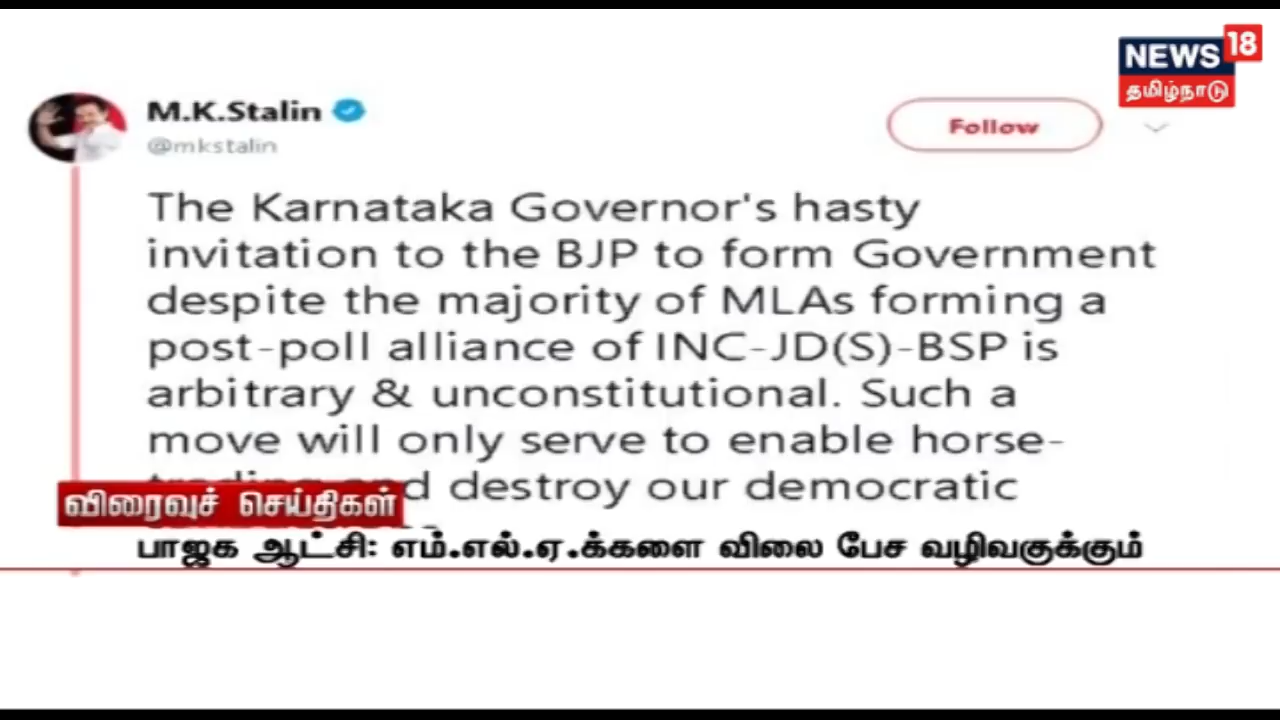 NEWS 18
தமிழ்நாடு
M.K.Stalin
@mkstalin
Follow
The Karnataka Governor's hasty
invitation to the BJP to form Government
despite the majority of MLAs forming a
post-poll alliance of INC-JD(S)-BSP is
arbitrary & unconstitutional. Such a
move will only serve to enable horse-
destroy our democratic
விரைவுச் செய்திகள்
பாஜக ஆட்சி: எம்.எல்.ஏ.க்களை விலை பேச வழிவகுக்கும்